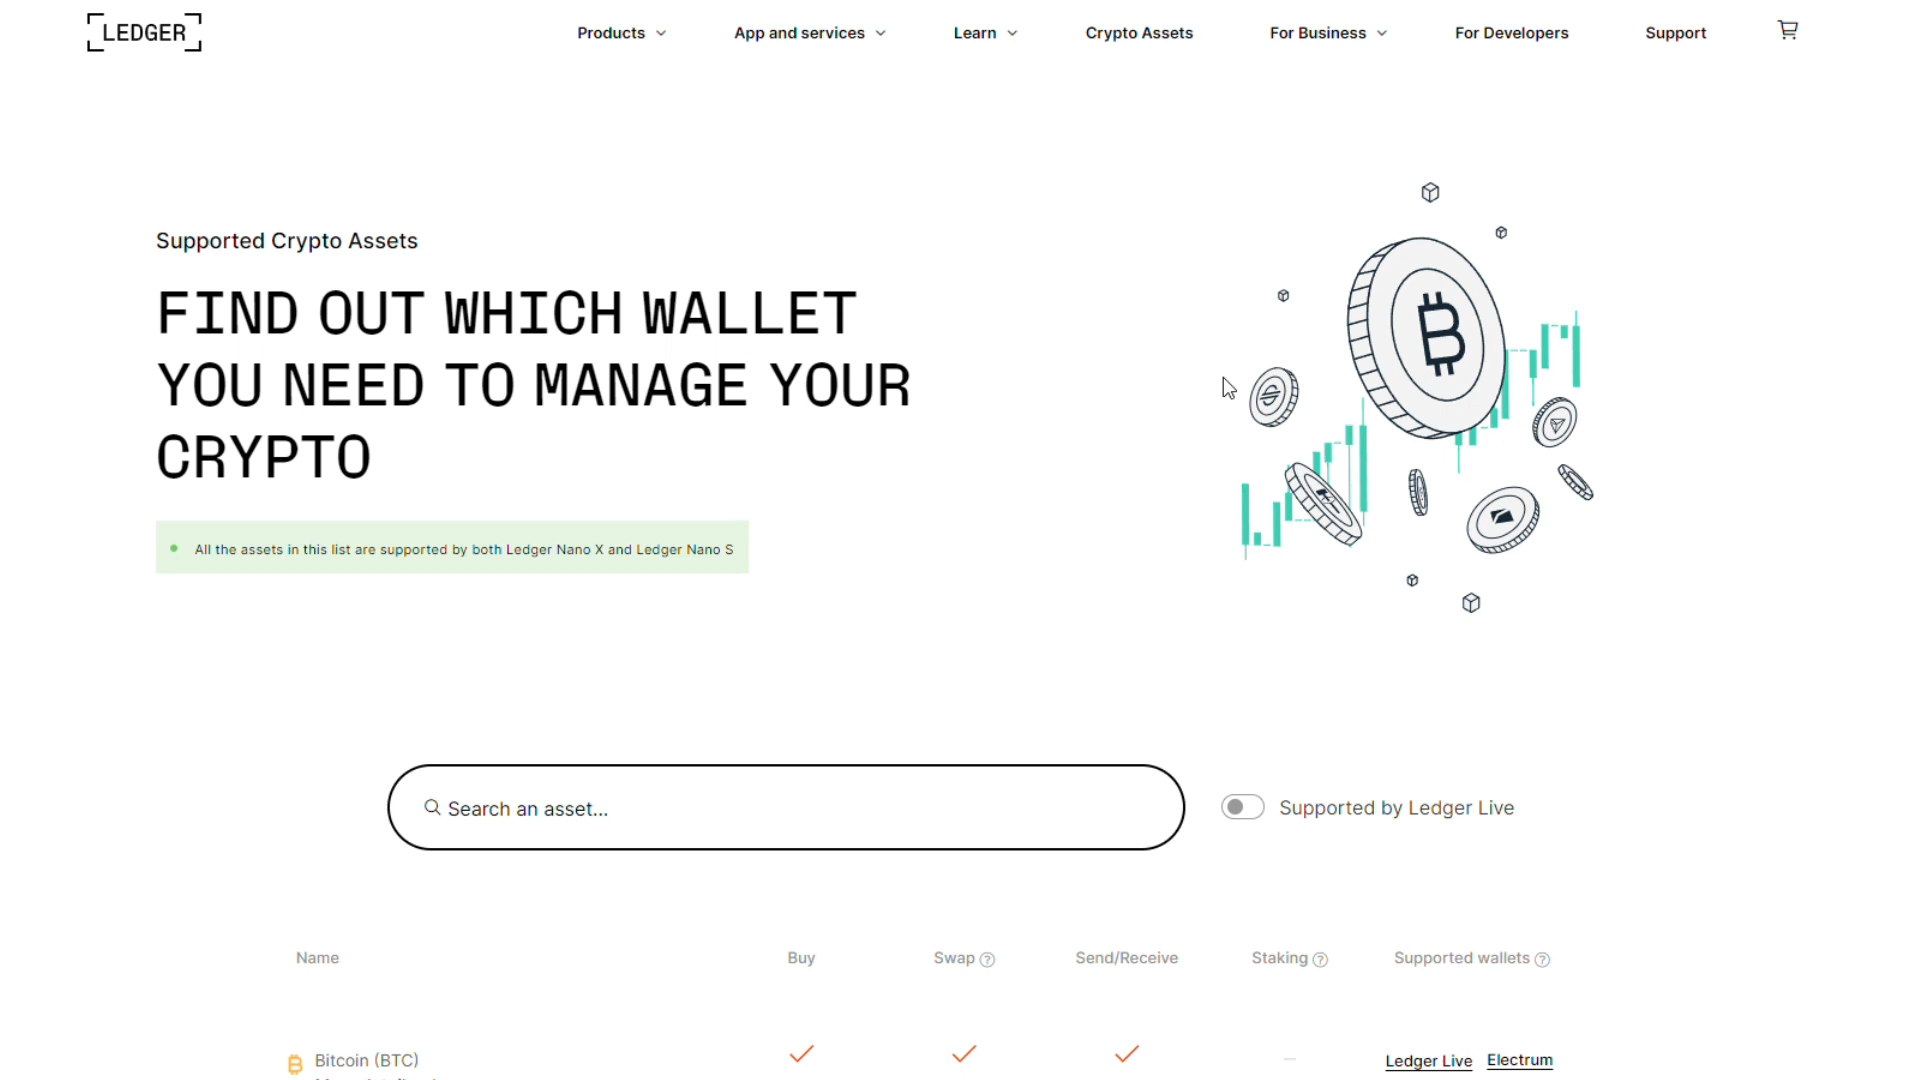 LEDGER
Products
App and services
Learn
Crypto Assets
For Business
For Developers
Support
Supported Crypto Assets
FIND OUT WHICH WALLET
YOU NEED TO MANAGE YOUR
CRYPTO
All the assets in this list are supported by both Ledger Nano X and Ledger Nano S
Search an asset...
Supported by Ledger Live
Name
Buy
Swap ?
Send/Receive
Staking ?
Supported wallets ?
Bitcoin (BTC)
Ledger Live
Electrum